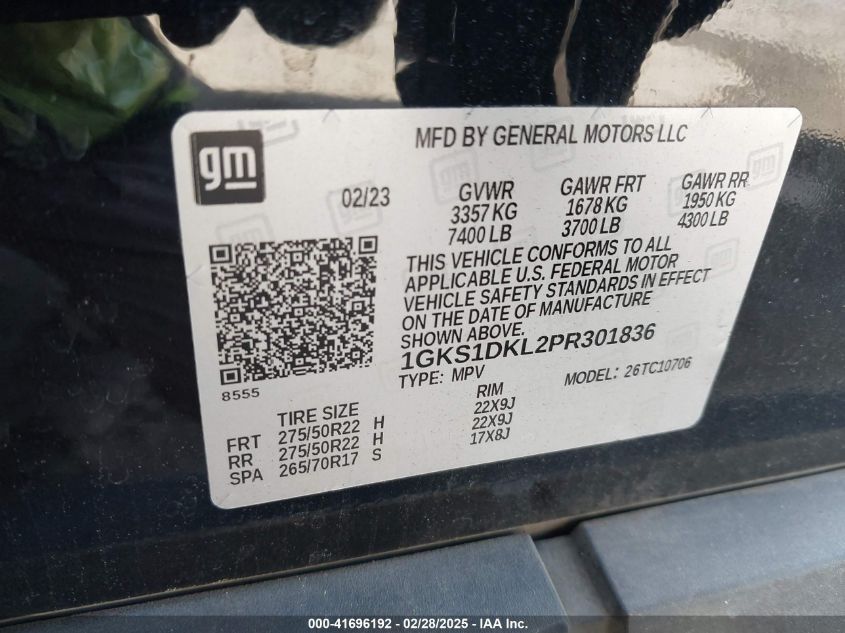 gm
MFD BY GENERAL MOTORS LLC
02/23
GVWR GAWR FRT GAWR RR
3357 KG 1678 KG 1950 KG
7400 LB 3700 LB 4300 LB
THIS VEHICLE CONFORMS TO ALL
APPLICABLE U.S. FEDERAL MOTOR
VEHICLE SAFETY STANDARDS IN EFFECT
ON THE DATE OF MANUFACTURE
SHOWN ABOVE.
1GKS1DKL2PR301836
TYPE: MPV MODEL: 26TC10706
8555
TIRE SIZE RIM
FRT 275/50R22 H 22X9J
RR 275/50R22 H 22X9J
SPA 265/70R17 S 17X8J
000-41696192 - 02/28/2025 - IAA Inc.